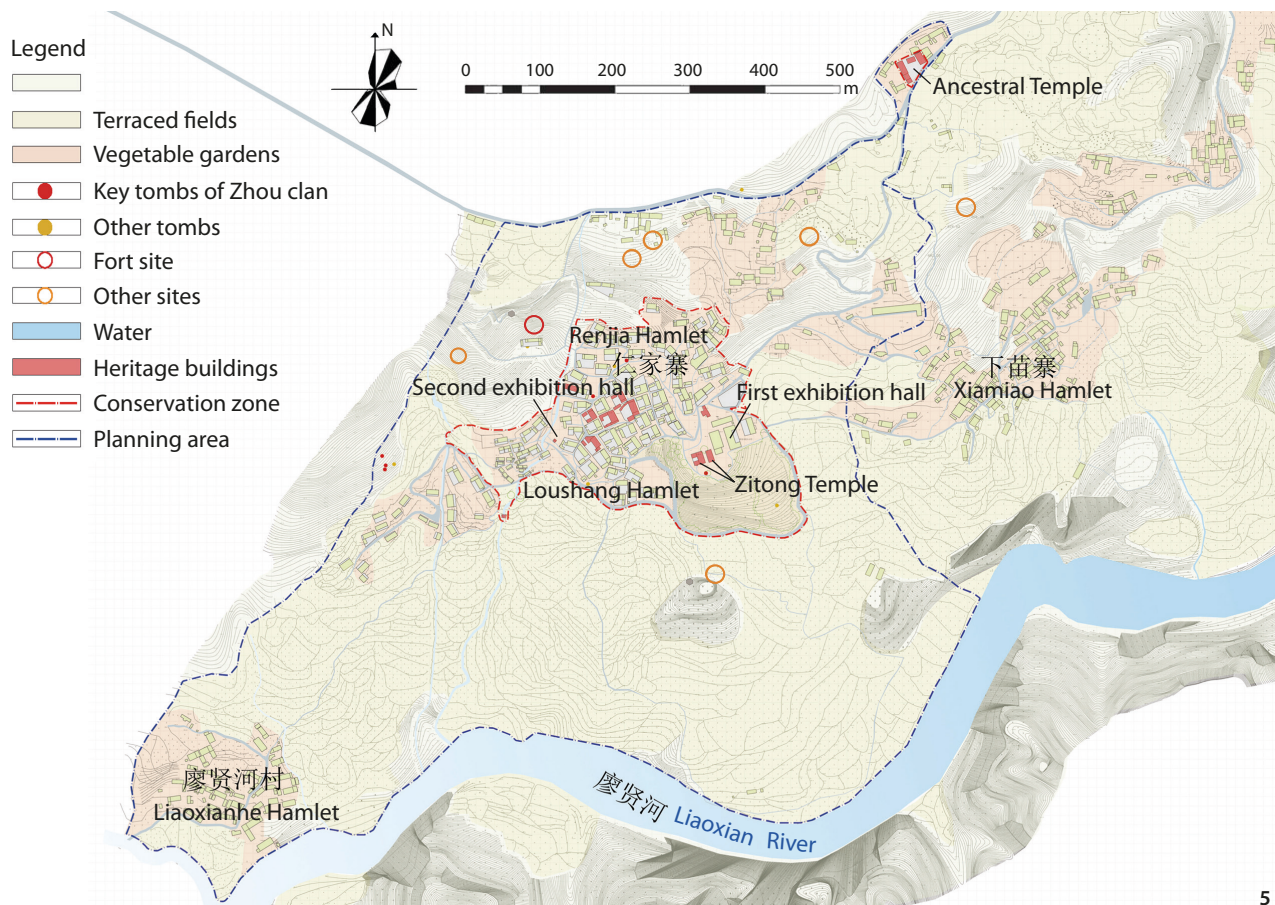 Legend
Terraced fields
Vegetable gardens
Key tombs of Zhou clan
Other tombs
Fort site
Other sites
Water
Heritage buildings
Conservation zone
Planning area
N
0 100 200 300 400 500
m
Ancestral Temple
Renjia Hamlet
仁家寨
Second exhibition hall
First exhibition hall
下苗寨
Xiamiao Hamlet
Loushang Hamlet
Zitong Temple
廖贤河村
Liaoxianhe Hamlet
廖贤河 Liaoxian River
5